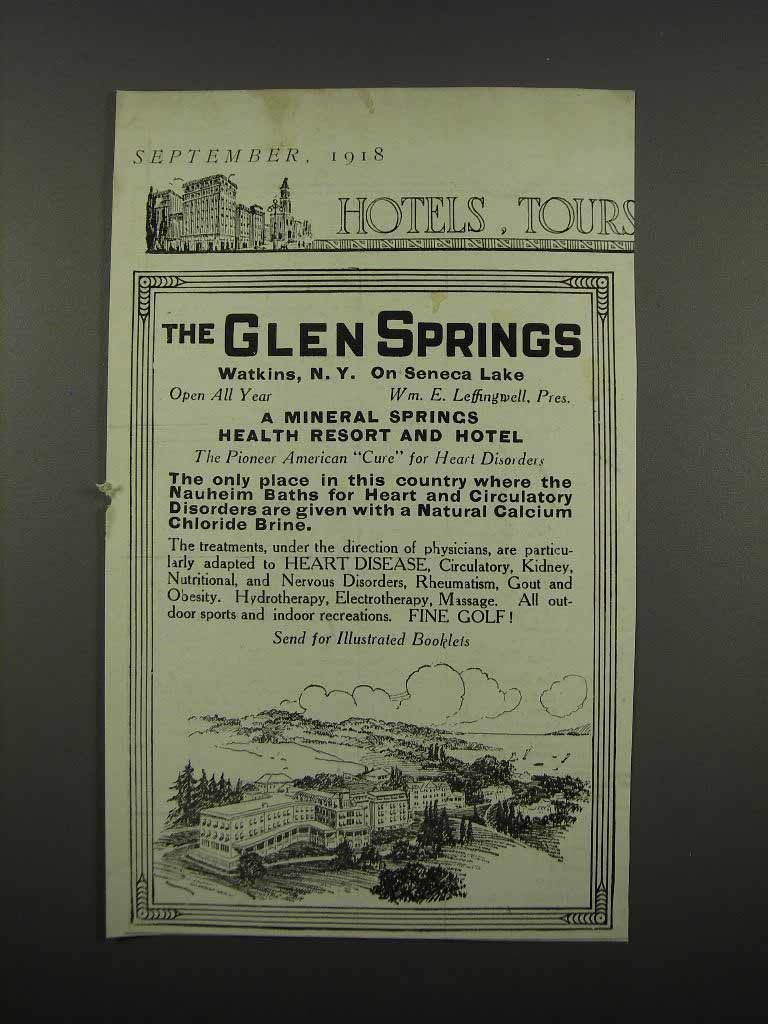 SEPTEMBER, 1918
HOTELS, TOURS
THE GLEN SPRINGS
Watkins, N. Y. On Seneca Lake
Open All Year Wm. E. Leffingwell, Pres.
A MINERAL SPRINGS
HEALTH RESORT AND HOTEL
The Pioneer American "Cure" for Heart Disorders
The only place in this country where the
Nauheim Baths for Heart and Circulatory
Disorders are given with a Natural Calcium
Chloride Brine.
The treatments, under the direction of physicians, are particu-
larly adapted to HEART DISEASE, Circulatory, Kidney,
Nutritional, and Nervous Disorders, Rheumatism, Gout and
Obesity. Hydrotherapy, Electrotherapy, Massage. All out-
door sports and indoor recreations. FINE GOLF!
Send for Illustrated Booklets